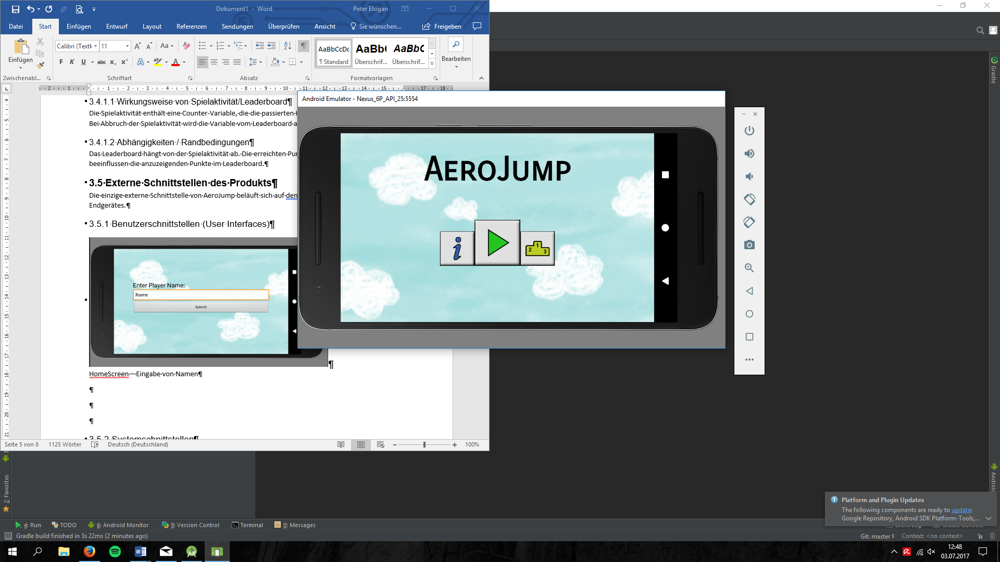 Dokument1 - Word
Peter Elsigan
Datei Start Einfügen Entwurf Layout Referenzen Sendungen Überprüfen Ansicht Sie wünschen... Freigeben
Calibri (Textk 11
Einfügen
F K U abc x₂ x²
AaBbCcDc AaBb( AaBbC
¶ Standard Überschrif... Überschrif...
Bearbeiten
Zwischenabl... Schriftart Absatz Formatvorlagen
3.4.1.1·Wirkungsweise·von·Spielaktivität/Leaderboard¶
Die·Spielaktivität·enthält·eine·Counter-Variable,·die·die·passierten·
Bei·Abbruch·der·Spielaktivität·wird·die·Variable·vom·Leaderboard·
3.4.1.2·Abhängigkeiten·/·Randbedingungen¶
Das·Leaderboard·hängt·von·der·Spielaktivität·ab.·Die·erreichten·
beeinflussen·die·anzuzeigenden·Punkte·im·Leaderboard.¶
3.5·Externe·Schnittstellen·des·Produkts¶
Die·einzige·externe·Schnittstelle·von·AeroJump·beläuft·sich·auf·den
Endgerätes.¶
3.5.1·Benutzerschnittstellen·(User·Interfaces)¶
Enter Player Name:
Name
Submit
¶
HomeScreen·–·Eingabe·von·Namen¶
¶
¶
¶
3.5.2·Systemschnittstellen¶
Seite 5 von 8 1125 Wörter Deutsch (Deutschland) 100%
Android Emulator - Nexus_6P_API_25:5554
AEROJUMP
i
2 1 3
Gradle
Android
2: Favorites
Platform and Plugin Updates
The following components are ready to update:
Google Repository, Android SDK Platform-Tools,...
Event Log Gradle Console
4: Run TODO 6: Android Monitor 9: Version Control Terminal 0: Messages
Gradle build finished in 3s 22ms (2 minutes ago)
Git: master Context: <no context>
12:48
03.07.2017